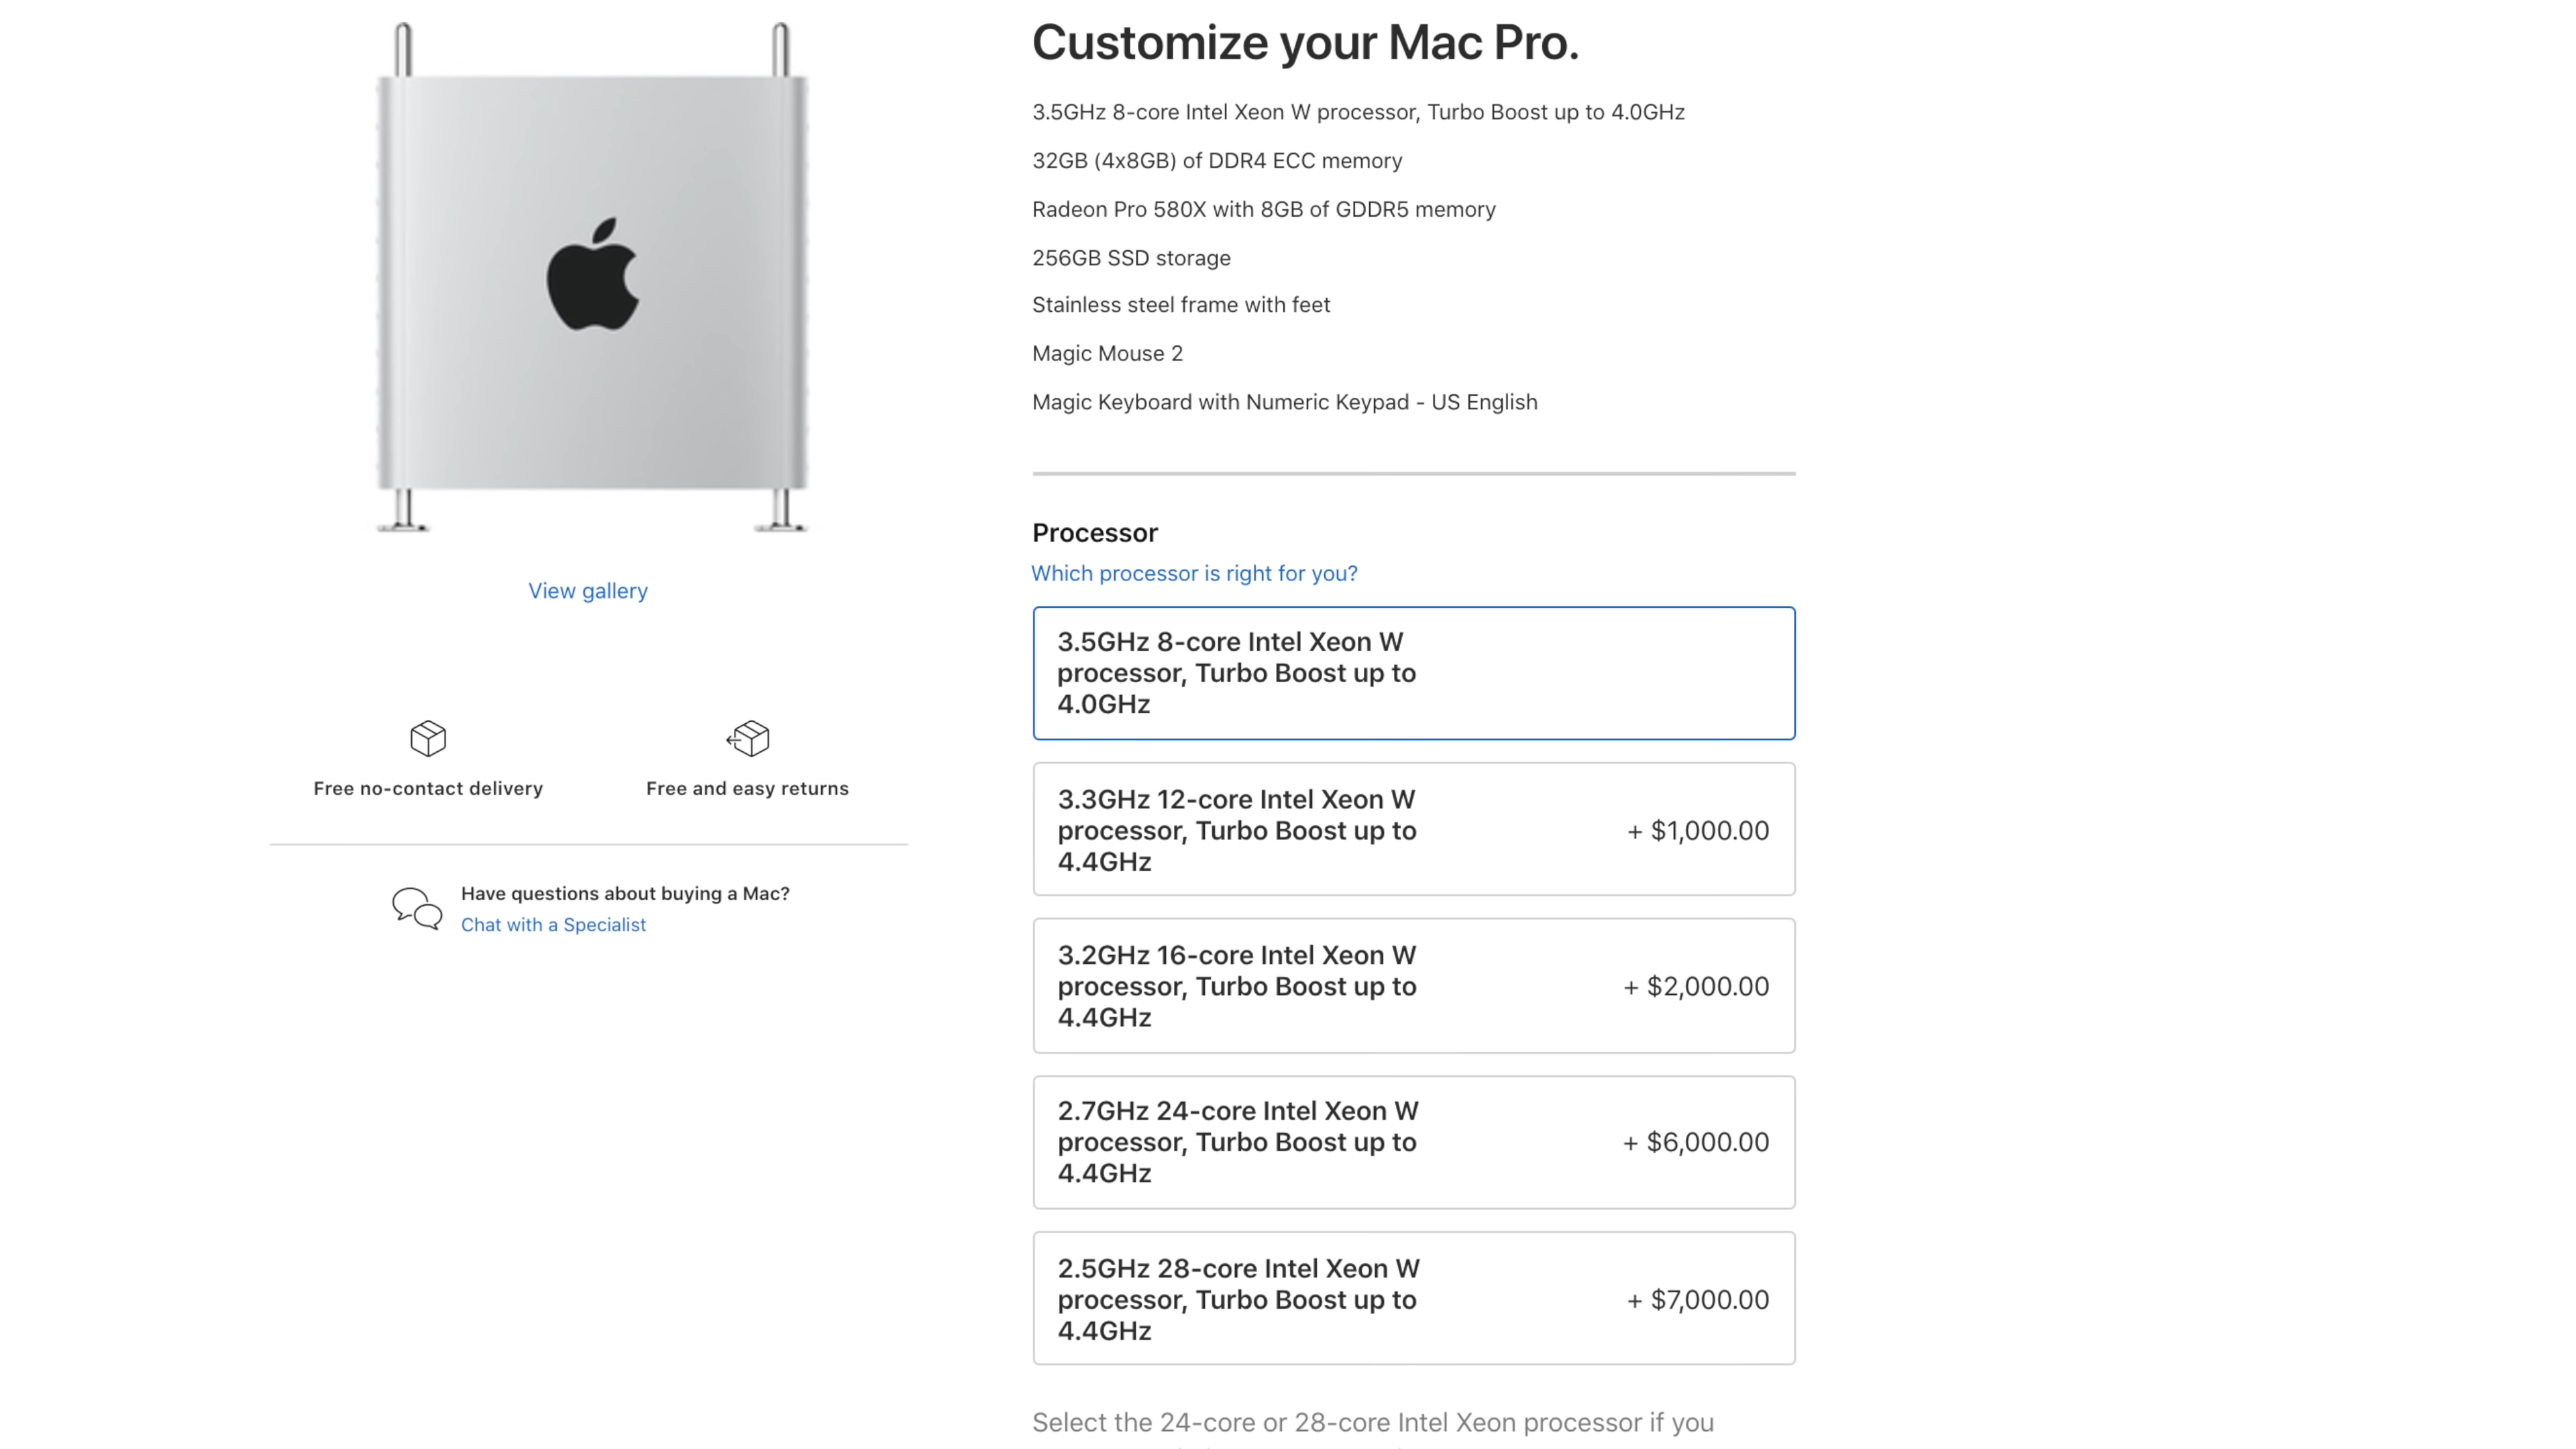 Customize your Mac Pro.
3.5GHz 8-core Intel Xeon W processor, Turbo Boost up to 4.0GHz
32GB (4x8GB) of DDR4 ECC memory
Radeon Pro 580X with 8GB of GDDR5 memory
256GB SSD storage
Stainless steel frame with feet
Magic Mouse 2
Magic Keyboard with Numeric Keypad - US English
View gallery
Free no-contact delivery
Free and easy returns
Have questions about buying a Mac?
Chat with a Specialist
Processor
Which processor is right for you?
3.5GHz 8-core Intel Xeon W
processor, Turbo Boost up to
4.0GHz
3.3GHz 12-core Intel Xeon W
processor, Turbo Boost up to
4.4GHz
+ $1,000.00
3.2GHz 16-core Intel Xeon W
processor, Turbo Boost up to
4.4GHz
+ $2,000.00
2.7GHz 24-core Intel Xeon W
processor, Turbo Boost up to
4.4GHz
+ $6,000.00
2.5GHz 28-core Intel Xeon W
processor, Turbo Boost up to
4.4GHz
+ $7,000.00
Select the 24-core or 28-core Intel Xeon processor if you